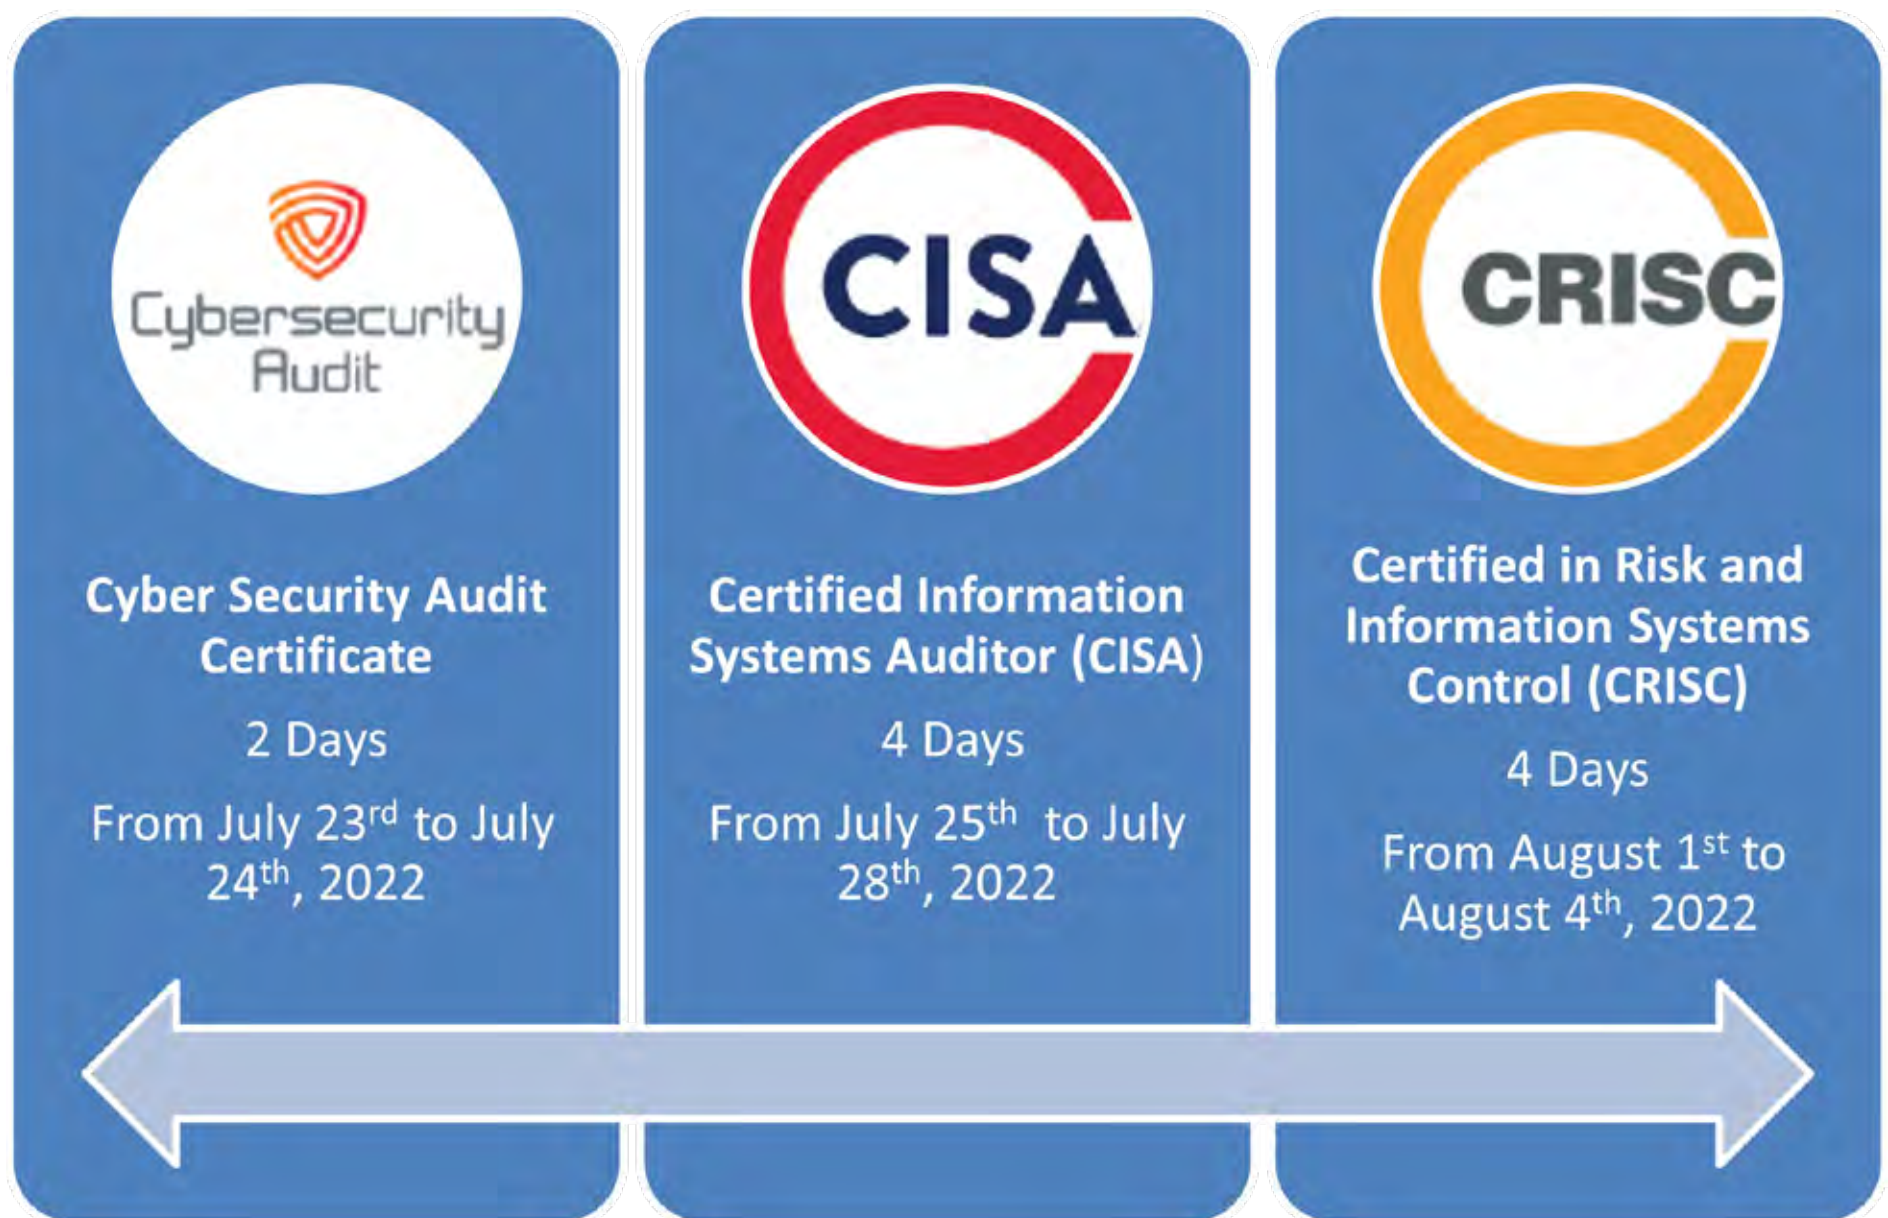 Cybersecurity
Audit
Cyber Security Audit
Certificate
2 Days
From July 23rd to July
24th, 2022
CISA
Certified Information
Systems Auditor (CISA)
4 Days
From July 25th to July
28th, 2022
CRISC
Certified in Risk and
Information Systems
Control (CRISC)
4 Days
From August 1st to
August 4th, 2022